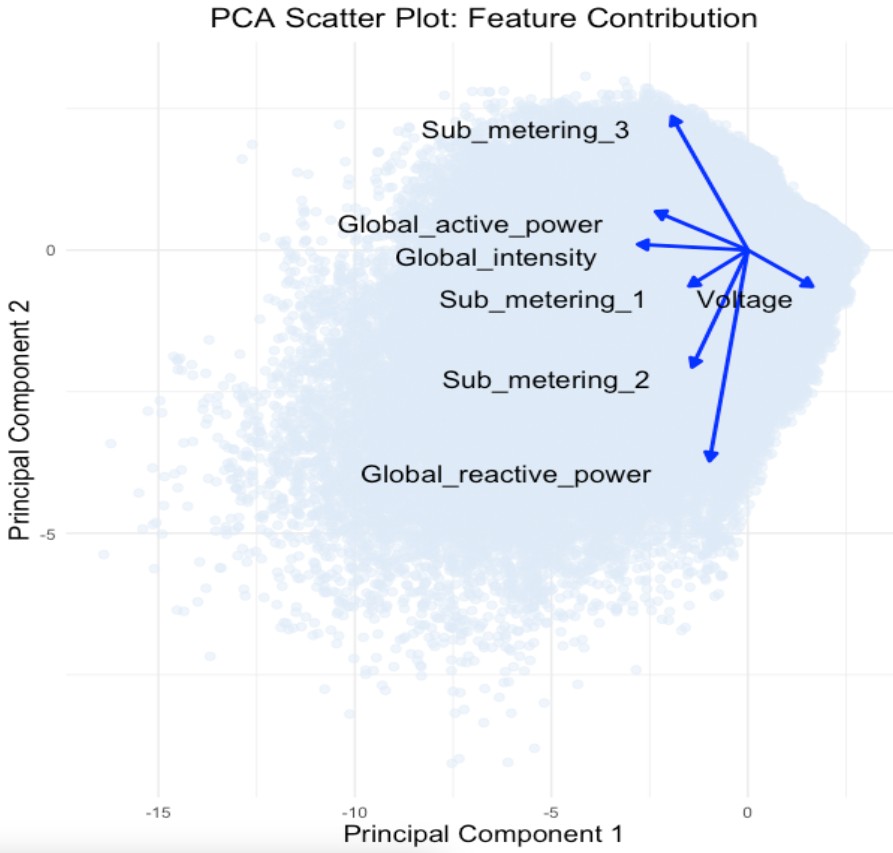 PCA Scatter Plot: Feature Contribution
Sub_metering_3
Global_active_power
0
Global_intensity
Sub_metering_1
Voltage
Sub_metering_2
Global_reactive_power
Principal Component 2
-5
-15
-10
-5
0
Principal Component 1